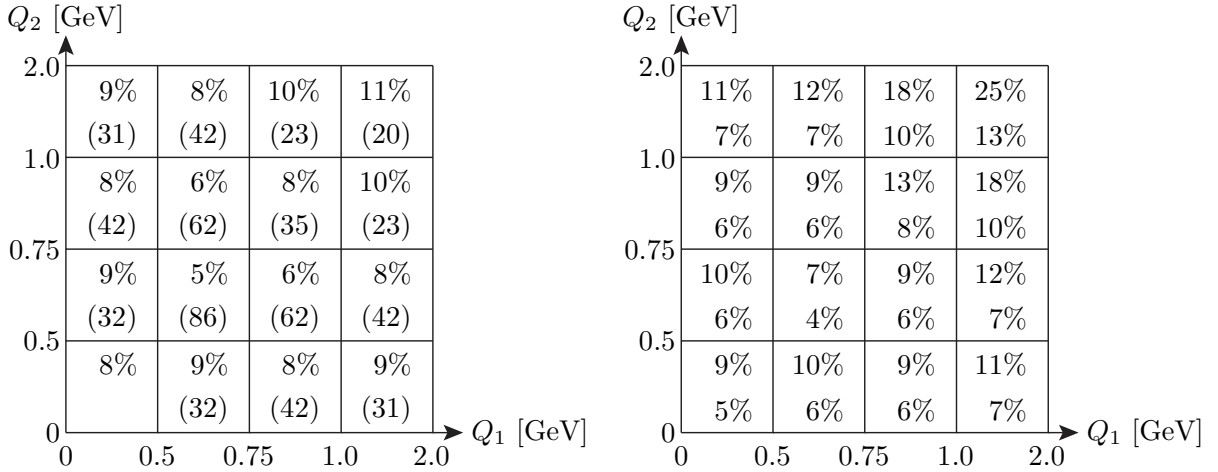 Q2 [GeV]
2.0
9% 8% 10% 11%
(31) (42) (23) (20)
1.0
8% 6% 8% 10%
(42) (62) (35) (23)
0.75
9% 5% 6% 8%
(32) (86) (62) (42)
0.5
8% 9% 8% 9%
(32) (42) (31)
0
Q1 [GeV]
0 0.5 0.75 1.0 2.0
Q2 [GeV]
2.0
11% 12% 18% 25%
7% 7% 10% 13%
1.0
9% 9% 13% 18%
6% 6% 8% 10%
0.75
10% 7% 9% 12%
6% 4% 6% 7%
0.5
9% 10% 9% 11%
5% 6% 6% 7%
0
Q1 [GeV]
0 0.5 0.75 1.0 2.0